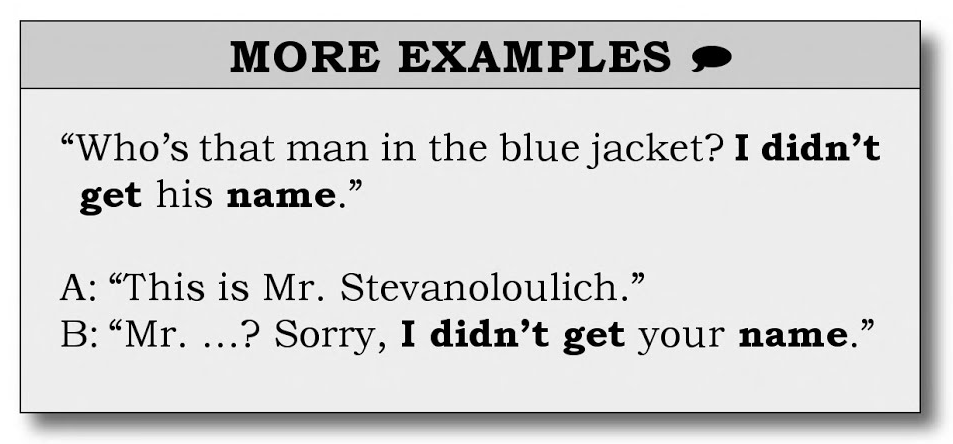 MORE EXAMPLES
“Who’s that man in the blue jacket? I didn’t
get his name.”
A: “This is Mr. Stevanoloulich.”
B: “Mr. ...? Sorry, I didn’t get your name.”